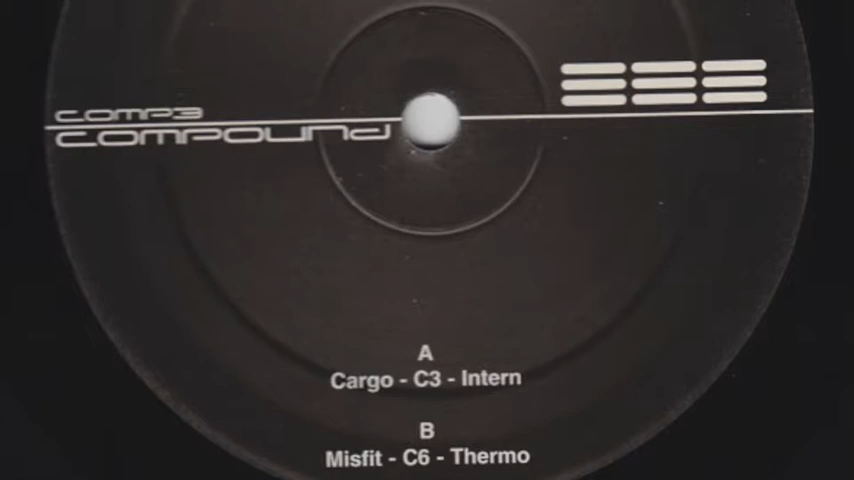 COMP3
COMPOUND
A
Cargo - C3 - Intern
B
Misfit - C6 - Thermo